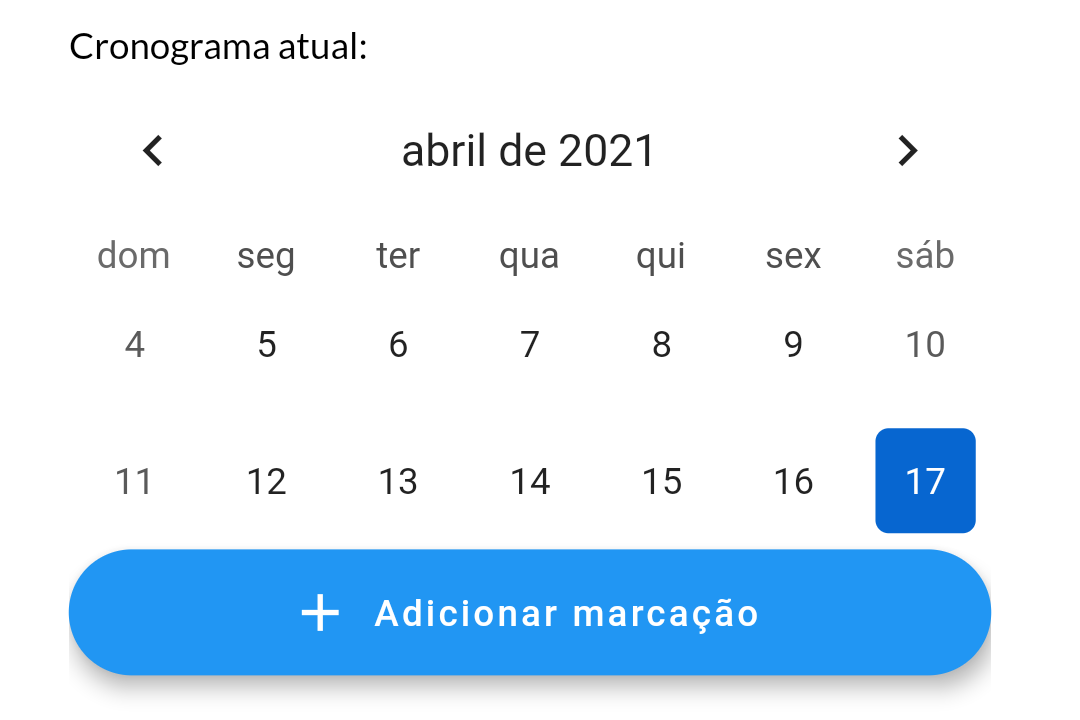 Cronograma atual:
abril de 2021
dom seg ter qua qui sex sáb
4 5 6 7 8 9 10
11 12 13 14 15 16 17
Adicionar marcação